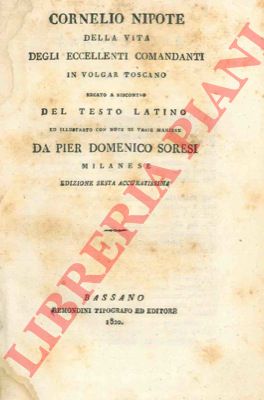 CORNELIO NIPOTE
DELLA VITA
DEGLI ECCELLENTI COMANDANTI
IN VOLGAR TOSCANO
RECATO A RISCONTRO
DEL TESTO LATINO
ED ILLUSTRATO CON NOTE DI VARIE MANIERE
DA PIER DOMENICO SORESI
MILANESE
EDIZIONE SESTA ACCURATISSIMA
BASSANO
REMONDINI TIPOGRAFO ED EDITORE
LIBRERIA PIANI